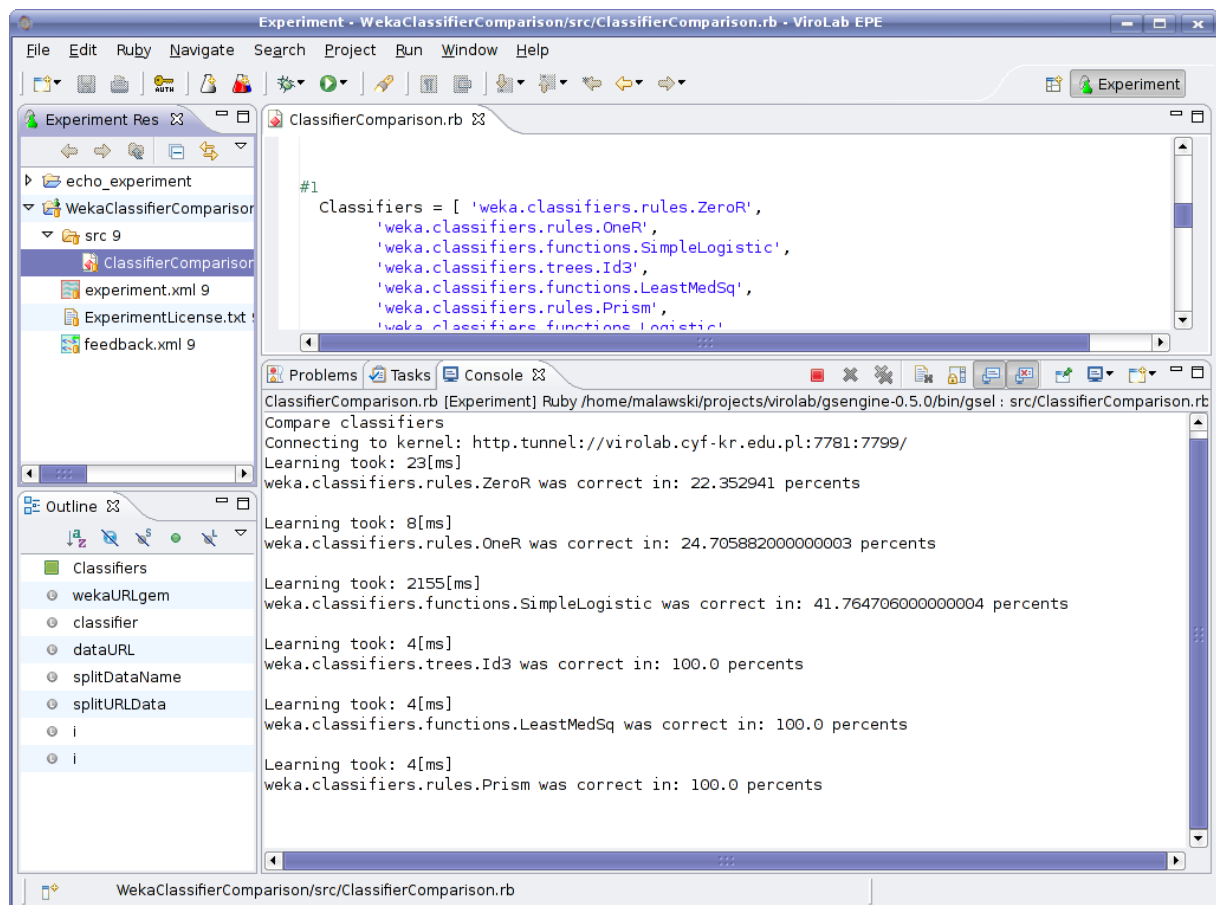 Experiment - WekaClassifierComparison/src/ClassifierComparison.rb - ViroLab EPE
File Edit Ruby Navigate Search Project Run Window Help
AUTH
Experiment
Experiment Res
echo_experiment
WekaClassifierComparison
src 9
ClassifierComparison
experiment.xml 9
ExperimentLicense.txt
feedback.xml 9
ClassifierComparison.rb
#1
Classifiers = [ 'weka.classifiers.rules.ZeroR',
'weka.classifiers.rules.OneR',
'weka.classifiers.functions.SimpleLogistic',
'weka.classifiers.trees.Id3',
'weka.classifiers.functions.LeastMedSq',
'weka.classifiers.rules.Prism',
'weka.classifiers.functions.Logistic'
Outline
Classifiers
wekaURLgem
classifier
dataURL
splitDataName
splitURLData
i
i
Problems Tasks Console
ClassifierComparison.rb [Experiment] Ruby /home/malawski/projects/virolab/gsengine-0.5.0/bin/gsel : src/ClassifierComparison.rb
Compare classifiers
Connecting to kernel: http.tunnel://virolab.cyf-kr.edu.pl:7781:7799/
Learning took: 23[ms]
weka.classifiers.rules.ZeroR was correct in: 22.352941 percents
Learning took: 8[ms]
weka.classifiers.rules.OneR was correct in: 24.705882000000003 percents
Learning took: 2155[ms]
weka.classifiers.functions.SimpleLogistic was correct in: 41.764706000000004 percents
Learning took: 4[ms]
weka.classifiers.trees.Id3 was correct in: 100.0 percents
Learning took: 4[ms]
weka.classifiers.functions.LeastMedSq was correct in: 100.0 percents
Learning took: 4[ms]
weka.classifiers.rules.Prism was correct in: 100.0 percents
WekaClassifierComparison/src/ClassifierComparison.rb